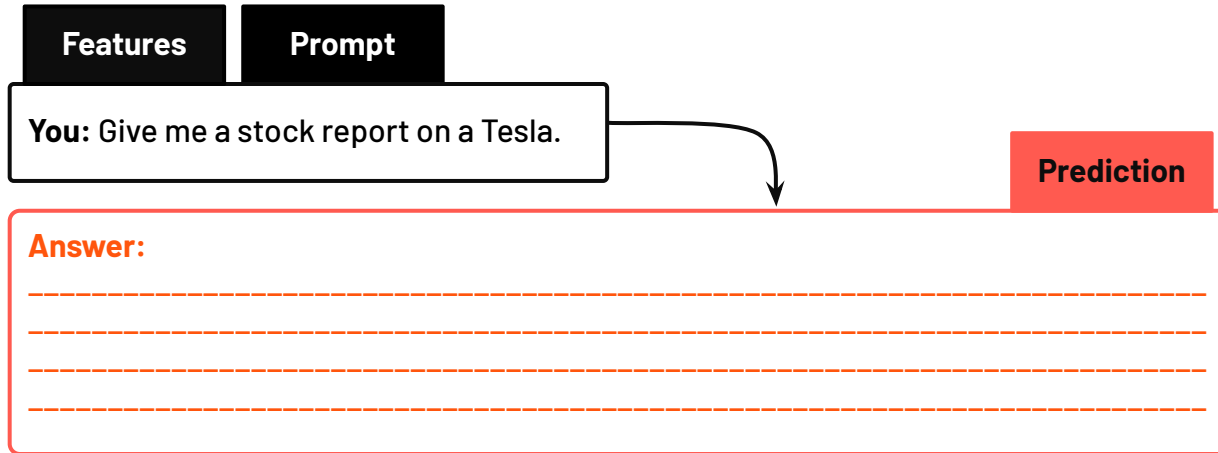 Features Prompt
You: Give me a stock report on a Tesla.
Prediction
Answer: